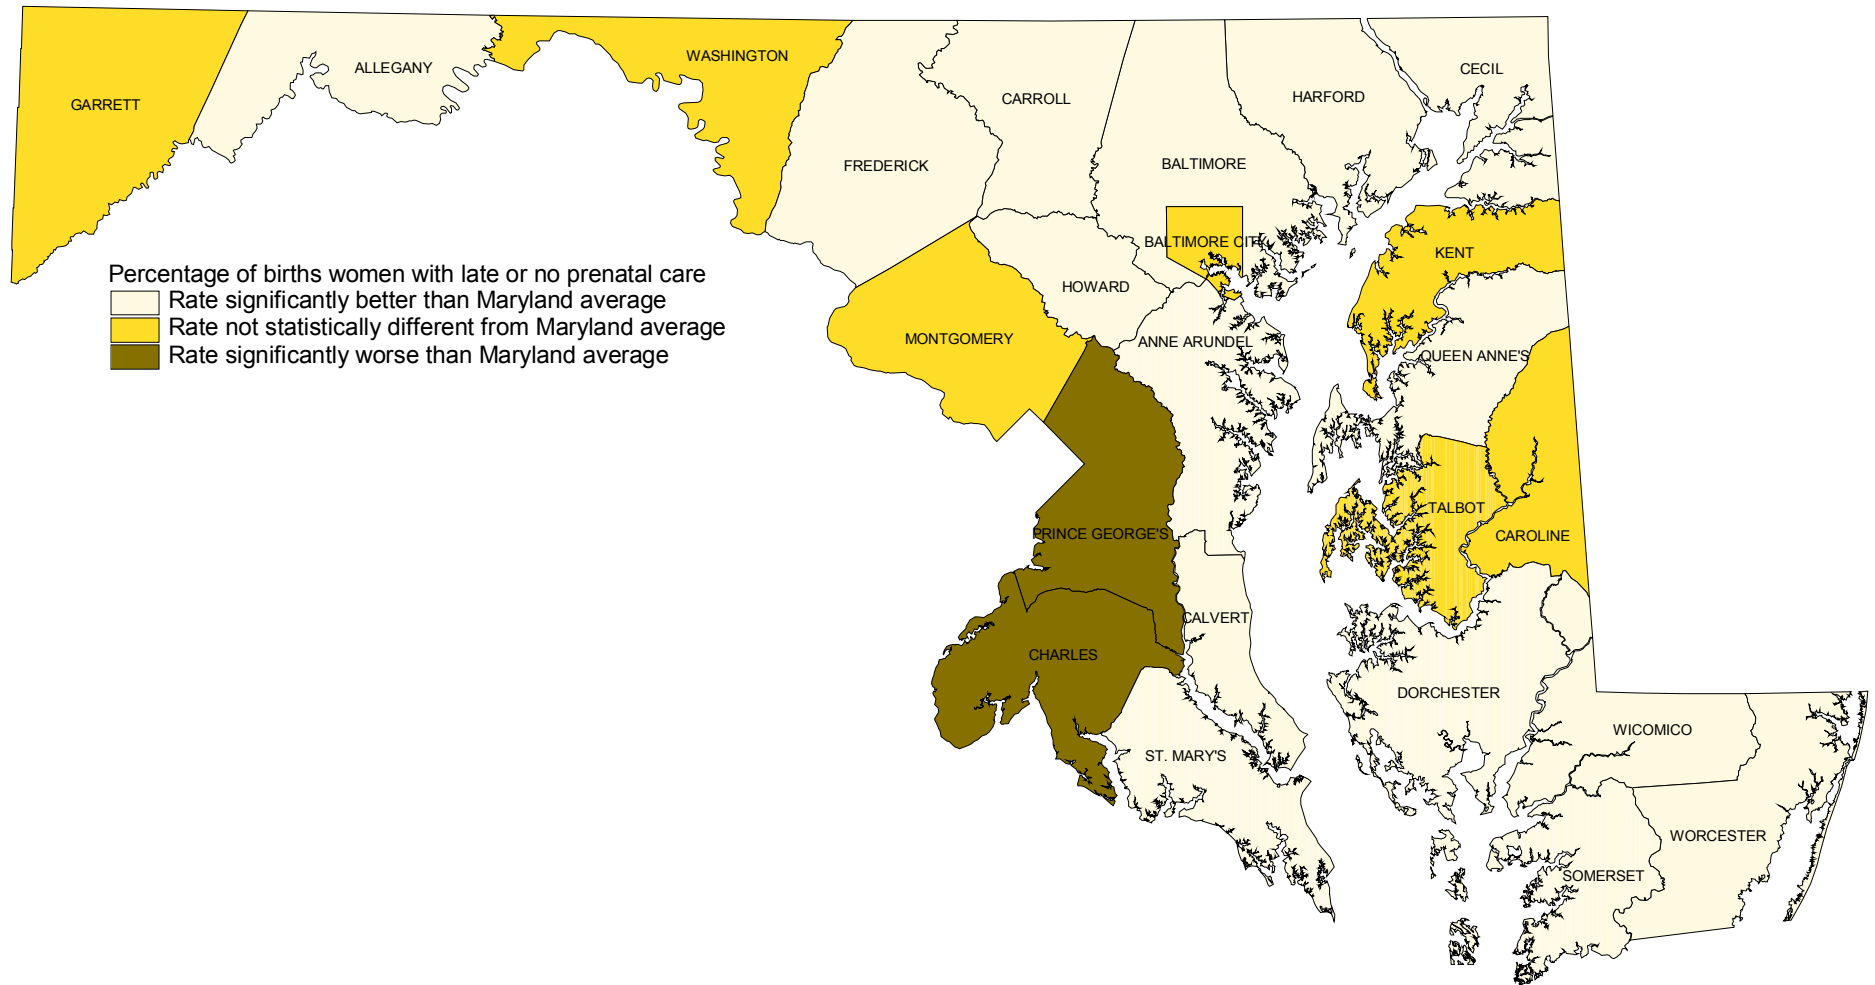 WASHINGTON
ALLEGANY
CECIL
GARRETT
CARROLL
HARFORD
FREDERICK
BALTIMORE
BALTIMORE CITY
KENT
Percentage of births women with late or no prenatal care
Rate significantly better than Maryland average
Rate not statistically different from Maryland average
Rate significantly worse than Maryland average
HOWARD
MONTGOMERY
ANNE ARUNDEL
QUEEN ANNE'S
TALBOT
PRINCE GEORGE'S
CAROLINE
CALVERT
CHARLES
DORCHESTER
WICOMICO
ST. MARY'S
WORCESTER
SOMERSET